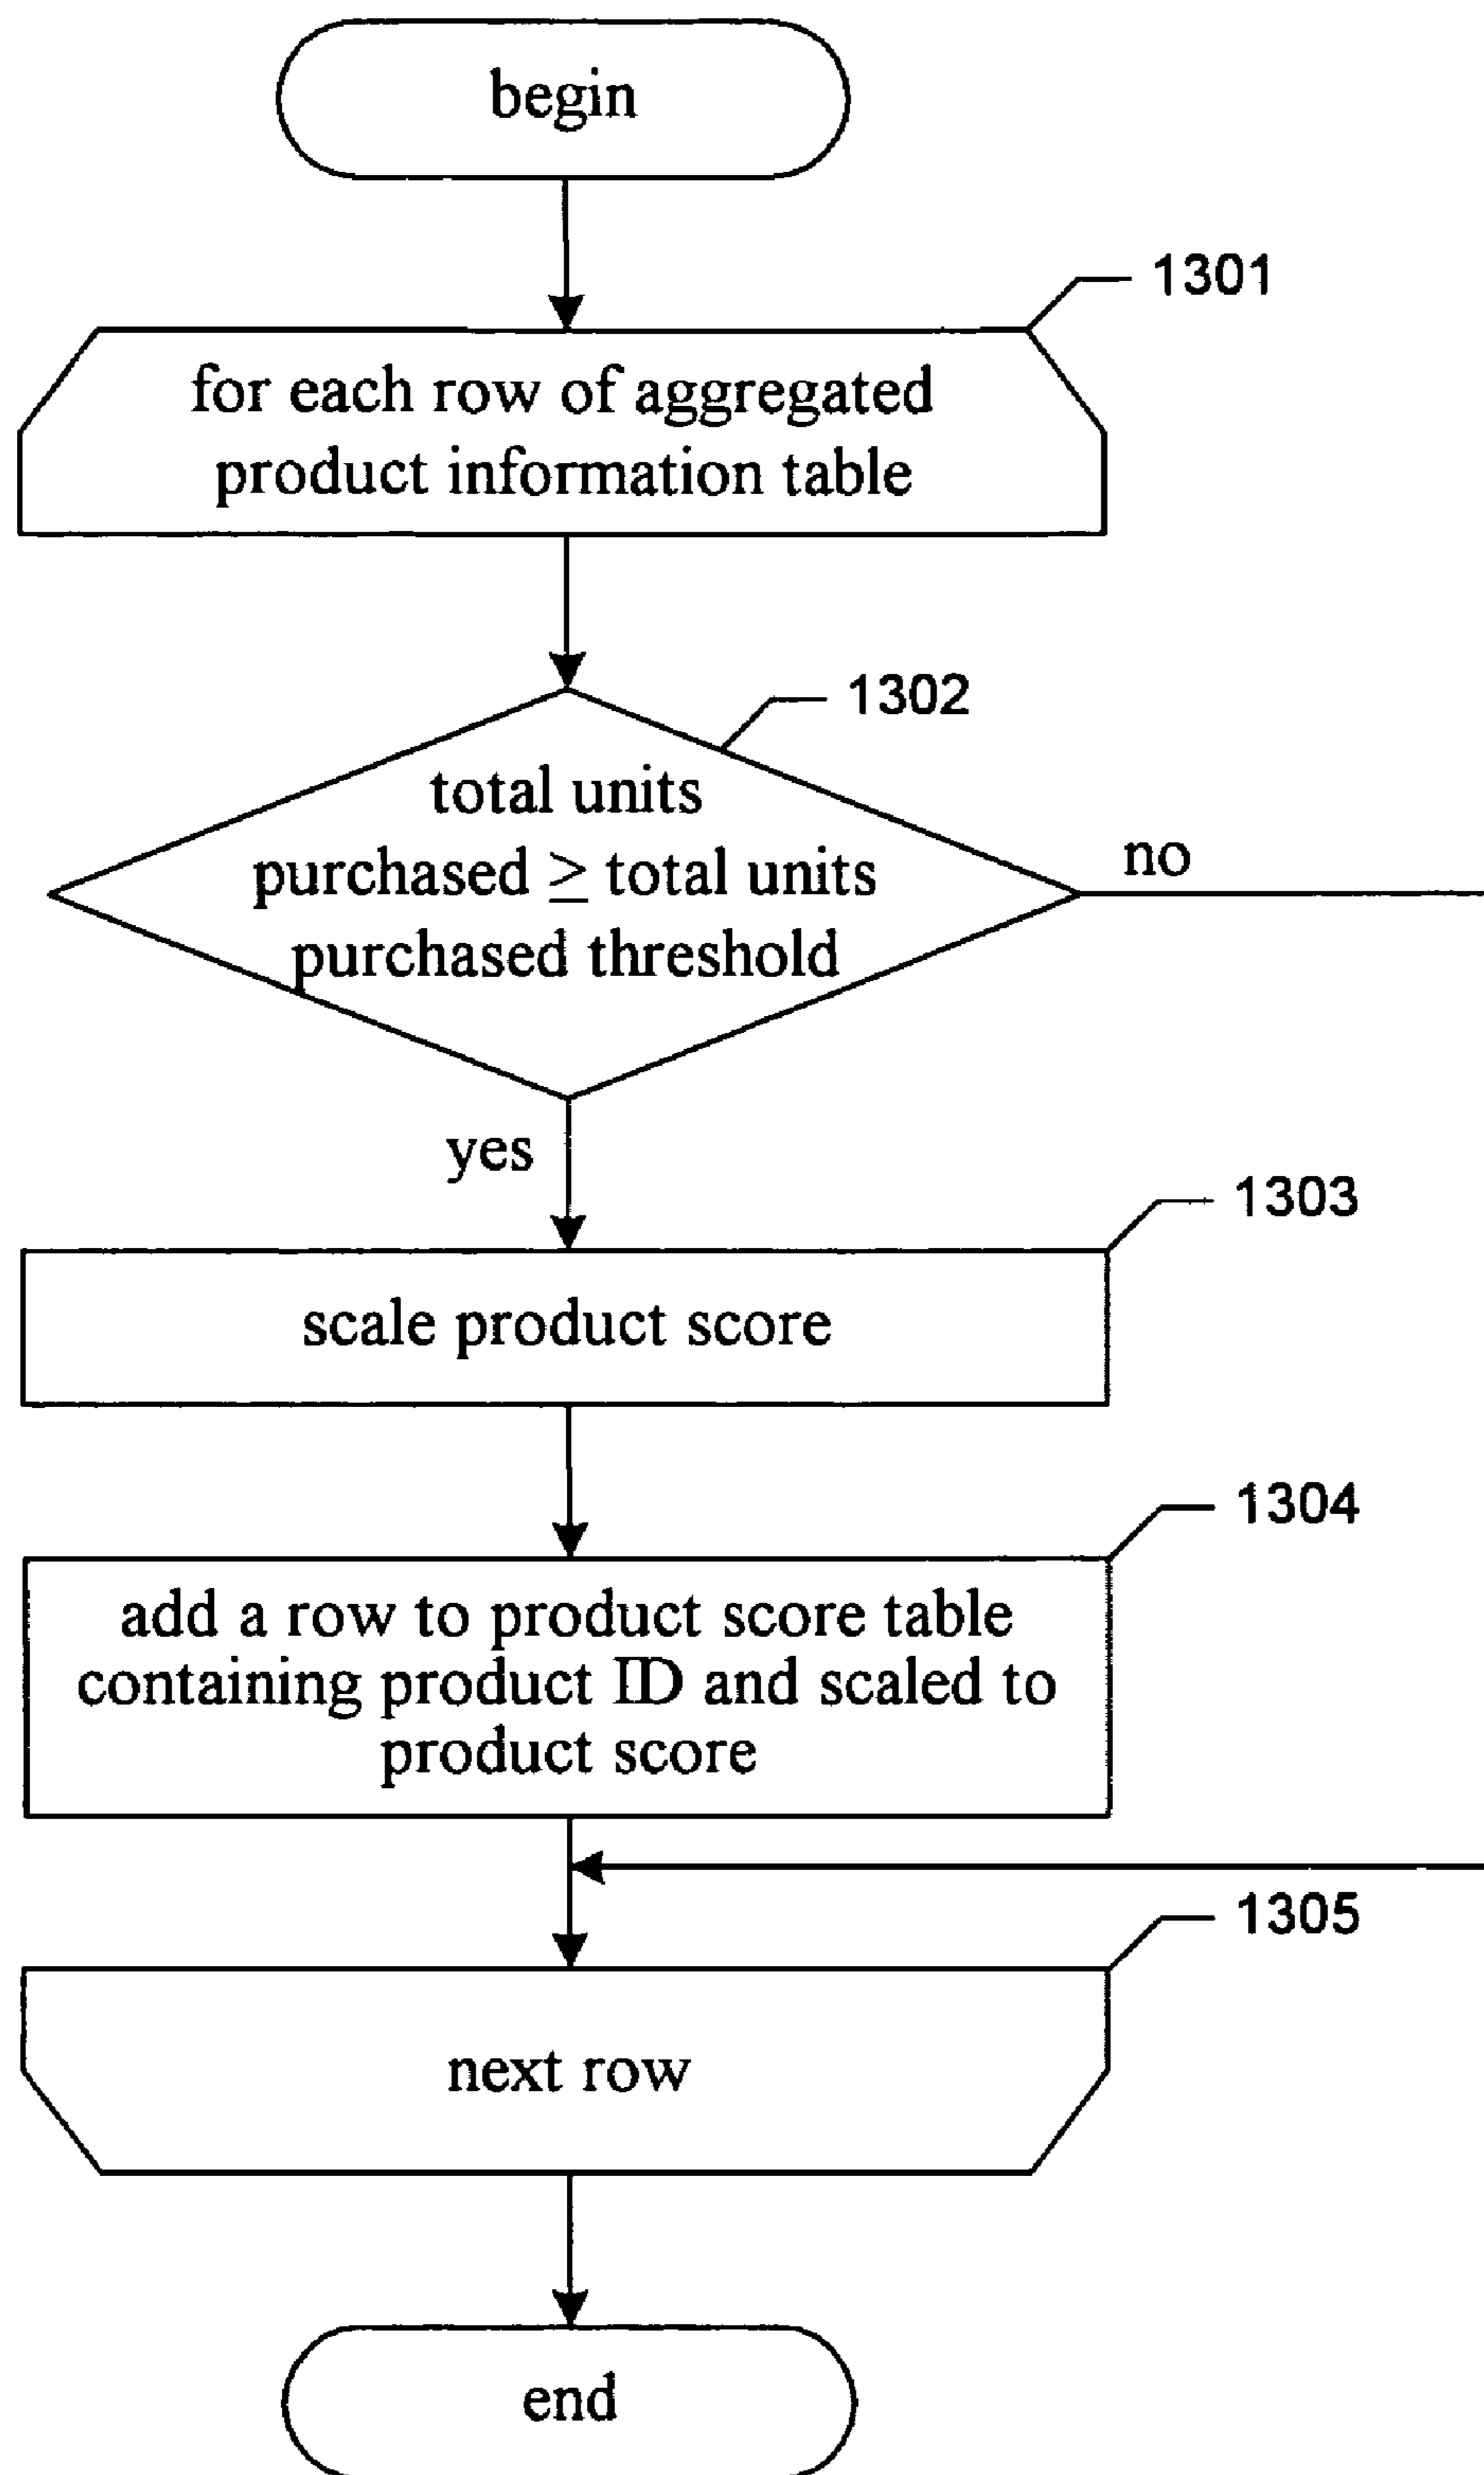 begin
1301
for each row of aggregated
product information table
1302
total units
purchased ≥ total units
purchased threshold
no
yes
1303
scale product score
1304
add a row to product score table
containing product ID and scaled to
product score
1305
next row
end